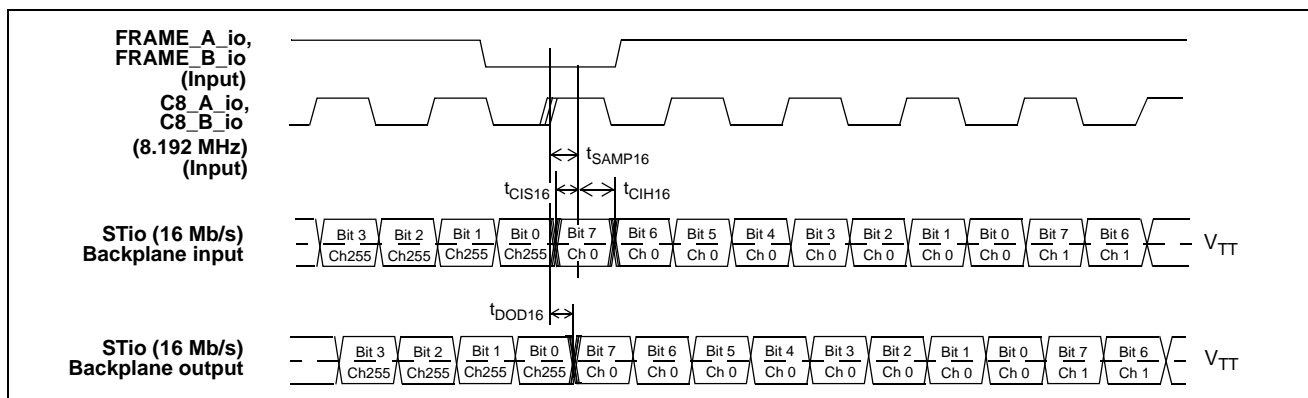 FRAME_A_io,
FRAME_B_io
(Input)
C8_A_io,
C8_B_io
(8.192 MHz)
(Input)
tSAMP16
tCIS16
tCIH16
STio (16 Mb/s)
Backplane input
Bit 3 Bit 2 Bit 1 Bit 0 Bit 7 Bit 6 Bit 5 Bit 4 Bit 3 Bit 2 Bit 1 Bit 0 Bit 7 Bit 6
Ch255 Ch255 Ch255 Ch255 Ch 0 Ch 0 Ch 0 Ch 0 Ch 0 Ch 0 Ch 0 Ch 0 Ch 1 Ch 1
VTT
tDOD16
STio (16 Mb/s)
Backplane output
Bit 3 Bit 2 Bit 1 Bit 0 Bit 7 Bit 6 Bit 5 Bit 4 Bit 3 Bit 2 Bit 1 Bit 0 Bit 7 Bit 6
Ch255 Ch255 Ch255 Ch255 Ch 0 Ch 0 Ch 0 Ch 0 Ch 0 Ch 0 Ch 0 Ch 0 Ch 1 Ch 1
VTT